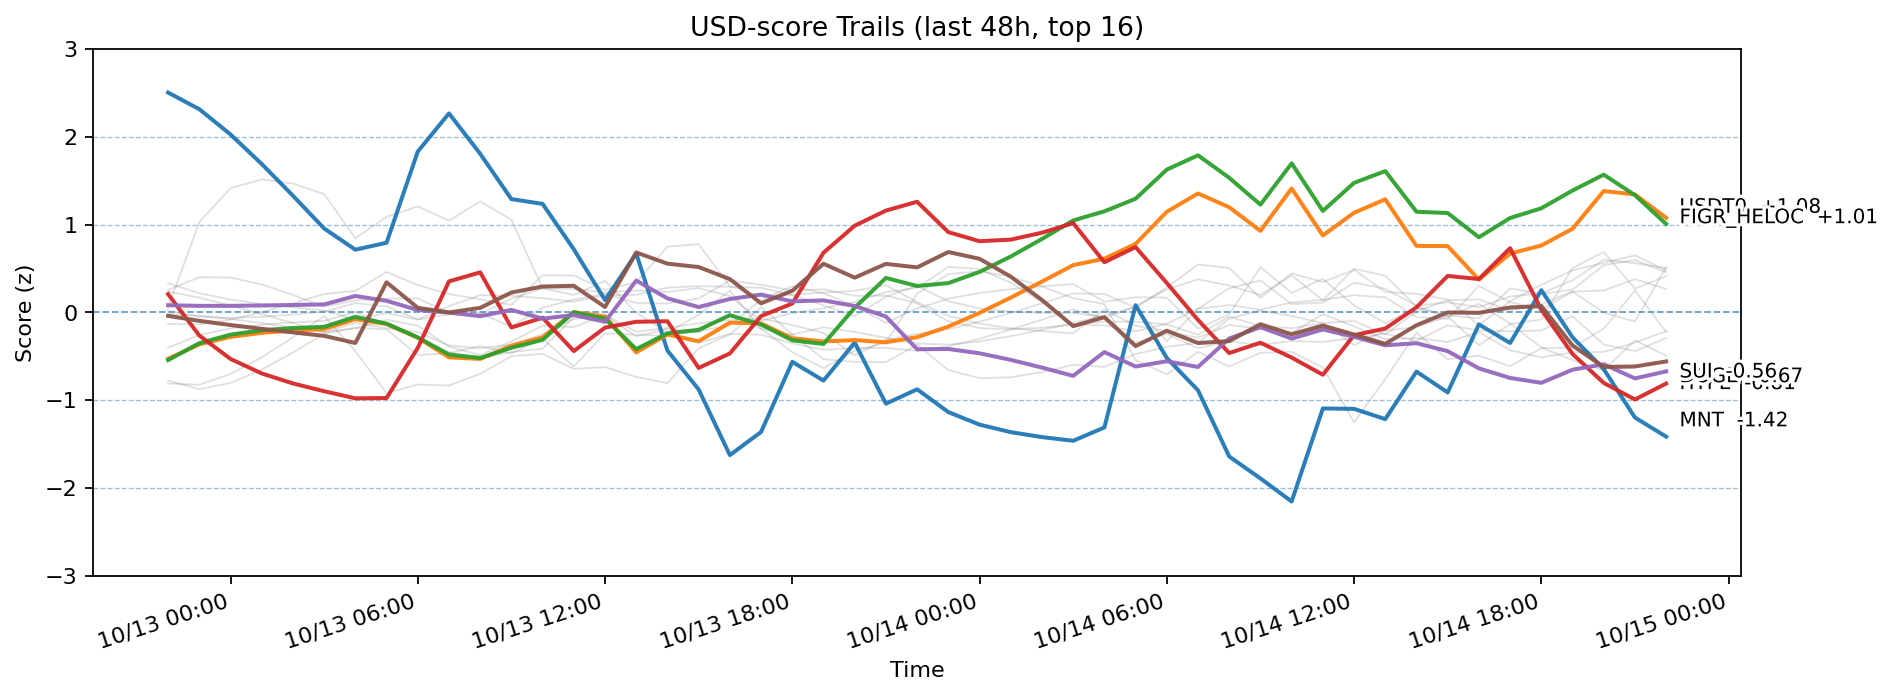 USD-score Trails (last 48h, top 16)
Score (z)
3
2
1
0
−1
−2
−3
USDT0 +1.08
FIGR_HELOC +1.01
SUI -0.56
MNT -1.42
10/13 00:00
10/13 06:00
10/13 12:00
10/13 18:00
10/14 00:00
10/14 06:00
10/14 12:00
10/14 18:00
10/15 00:00
Time